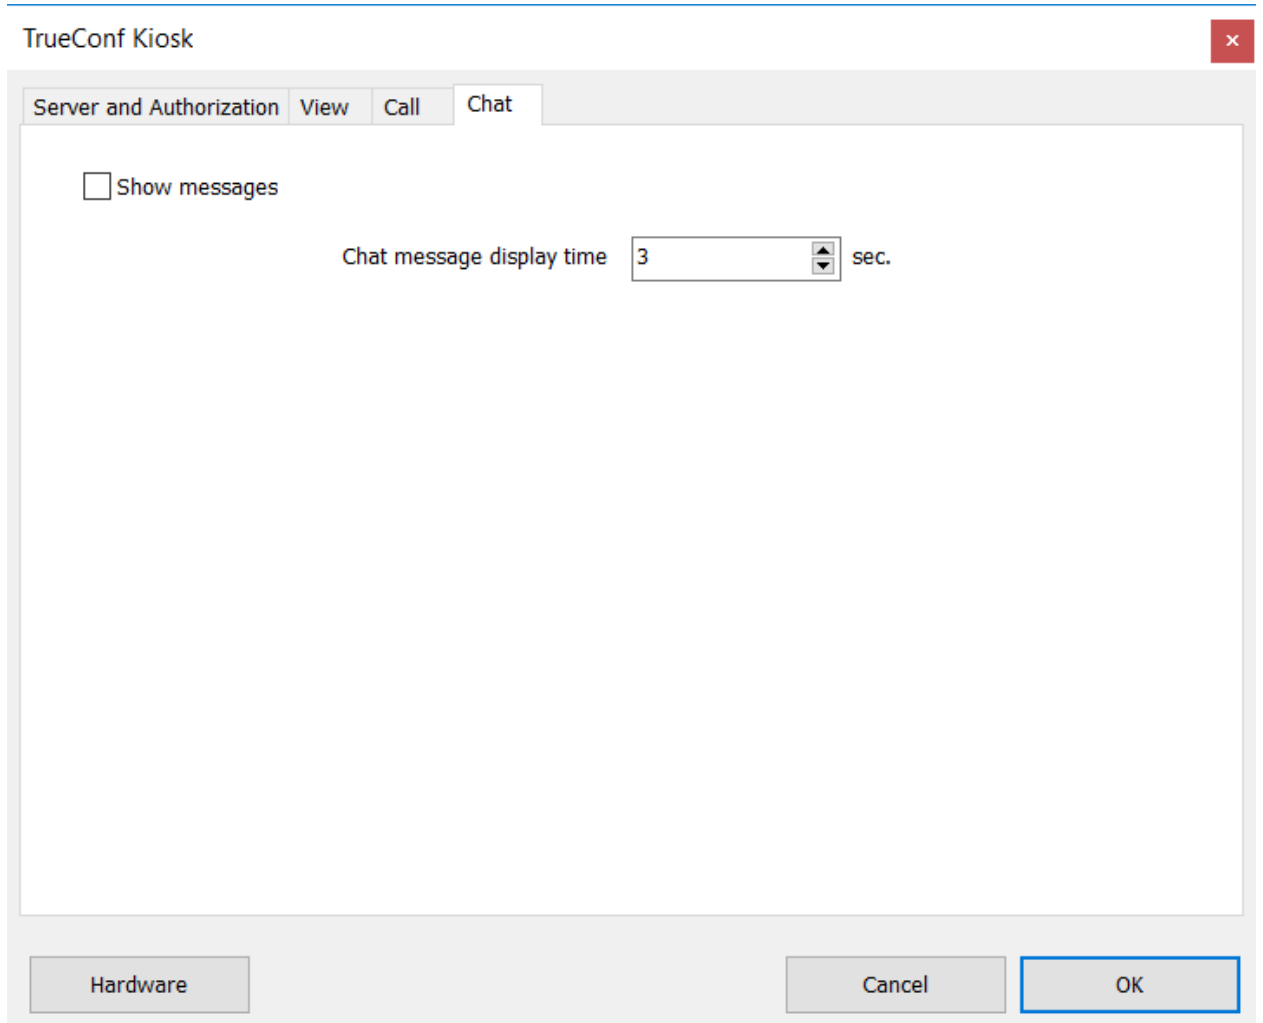 TrueConf Kiosk
Server and Authorization View Call Chat
Show messages
Chat message display time 3 sec.
Hardware Cancel OK